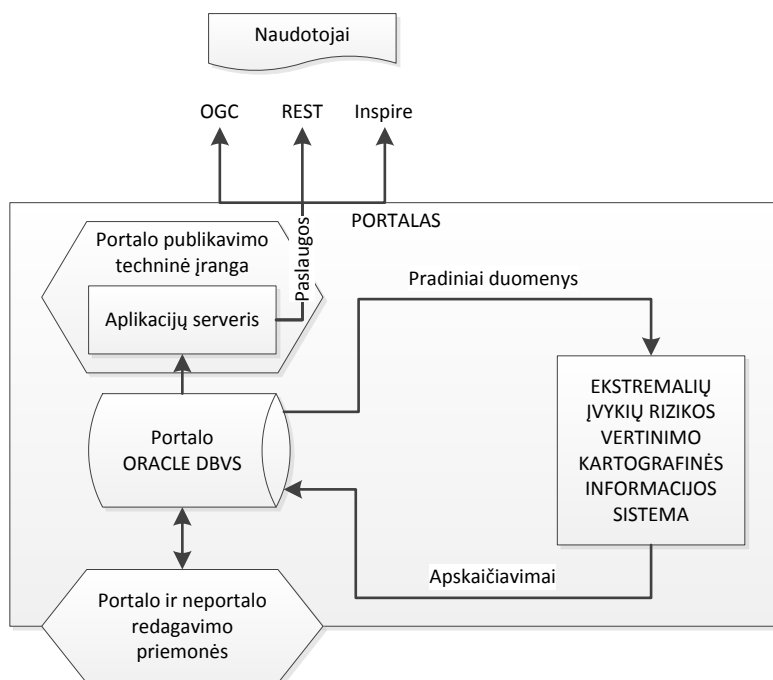 Naudotojai
OGC
REST
Inspire
PORTALAS
Portalo publikavimo
techninė įranga
Paslaugos
Aplikacijų serveris
Pradiniai duomenys
Portalo
ORACLE DBVS
EKSTREMALIŲ
ĮVYKIŲ RIZIKOS
VERTINIMO
KARTOGRAFINĖS
INFORMACIJOS
SISTEMA
Apskaičiavimai
Portalo ir neportalo
redagavimo
priemonės